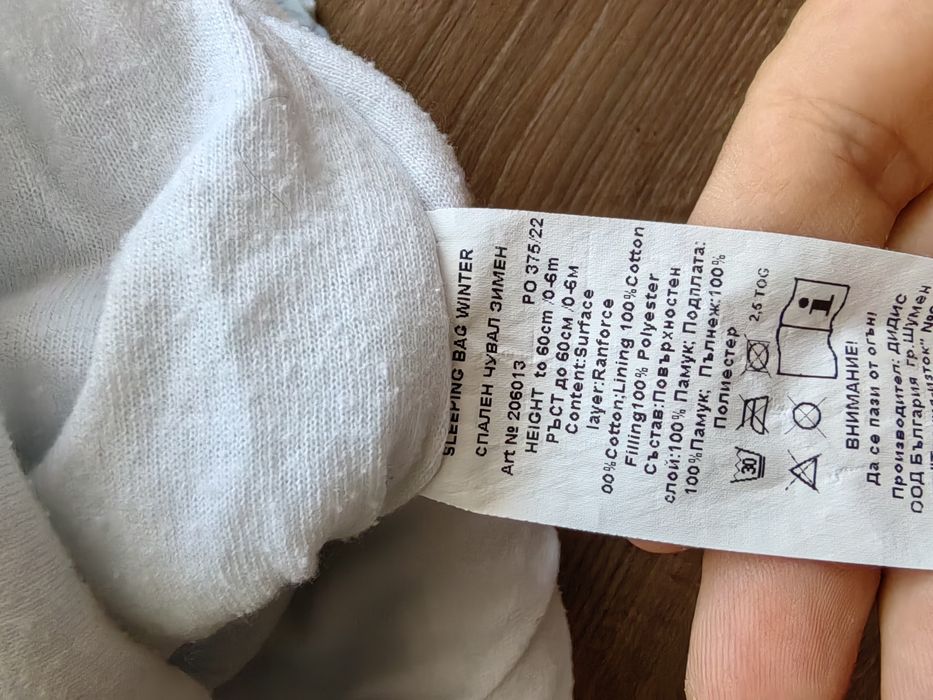 SLEEPING BAG WINTER
СПАЛЕН ЧУВАЛ ЗИМЕН
Art № 206013 PO 375/22
HEIGHT to 60cm /0-6m
РЪСТ до 60см /0-6м
Content:Surface
layer:Ranforce
00%Cotton;Lining 100%Cotton
Filling100% Polyester
Състав:повърхностен
слой:100% Памук; Подплата:
100%Памук; Пълнеж:100%
Полиестер
30 2,5 TOG
i
ВНИМАНИЕ!
Да се пази от огън!
Производител: ДИДИС
ООД България гр.Шумен